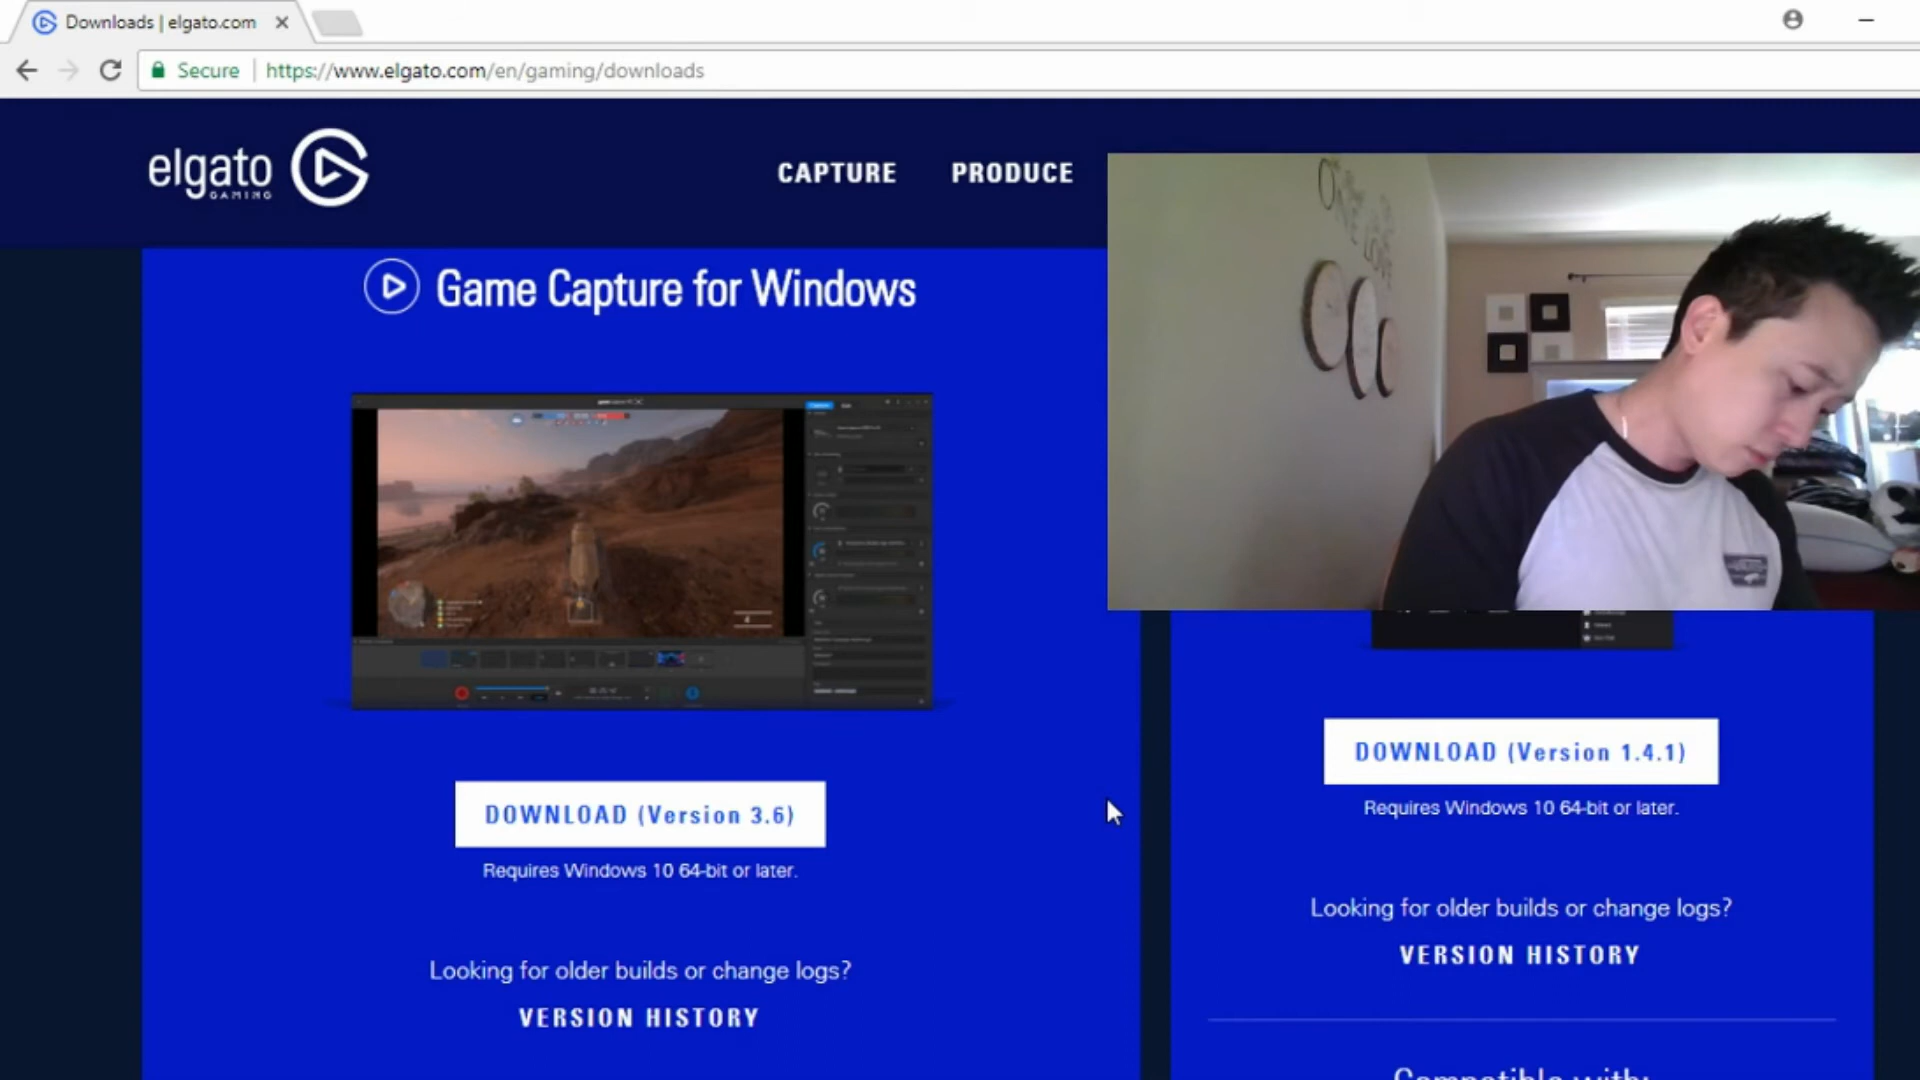 Downloads | elgato.com
Secure
https://www.elgato.com/en/gaming/downloads
elgato
GAMING
CAPTURE
PRODUCE
Game Capture for Windows
DOWNLOAD (Version 3.6)
Requires Windows 10 64-bit or later.
Looking for older builds or change logs?
VERSION HISTORY
DOWNLOAD (Version 1.4.1)
Requires Windows 10 64-bit or later.
Looking for older builds or change logs?
VERSION HISTORY
Compatible with: